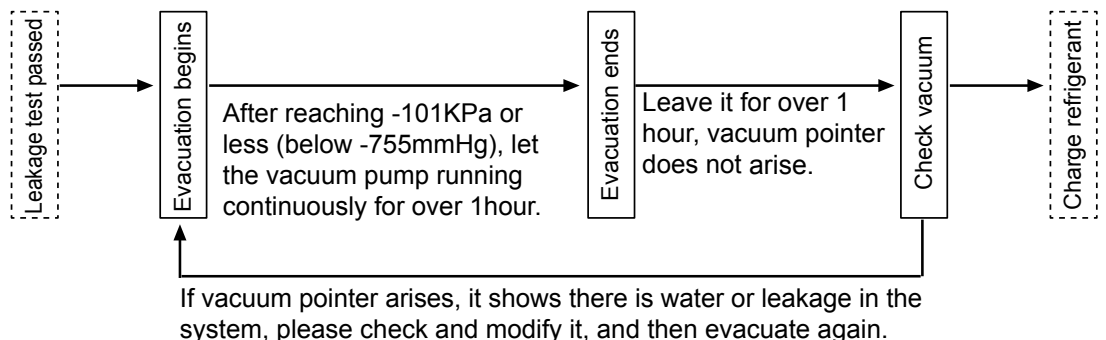 Leakage test passed
Evacuation begins
After reaching -101KPa or
less (below -755mmHg), let
the vacuum pump running
continuously for over 1hour.
Evacuation ends
Leave it for over 1
hour, vacuum pointer
does not arise.
Check vacuum
Charge refrigerant
If vacuum pointer arises, it shows there is water or leakage in the
system, please check and modify it, and then evacuate again.